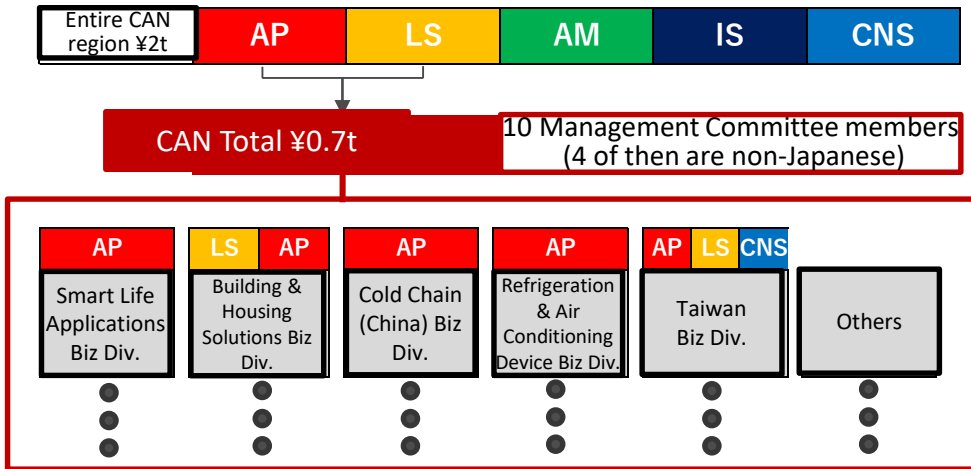 Entire CAN
region ¥2t
AP
LS
AM
IS
CNS
CAN Total ¥0.7t
10 Management Committee members
(4 of then are non-Japanese)
AP
Smart Life
Applications
Biz Div.
LS
AP
Building &
Housing
Solutions Biz
Div.
AP
Cold Chain
(China) Biz
Div.
AP
Refrigeration
& Air
Conditioning
Device Biz Div.
AP
LS
CNS
Taiwan
Biz Div.
Others